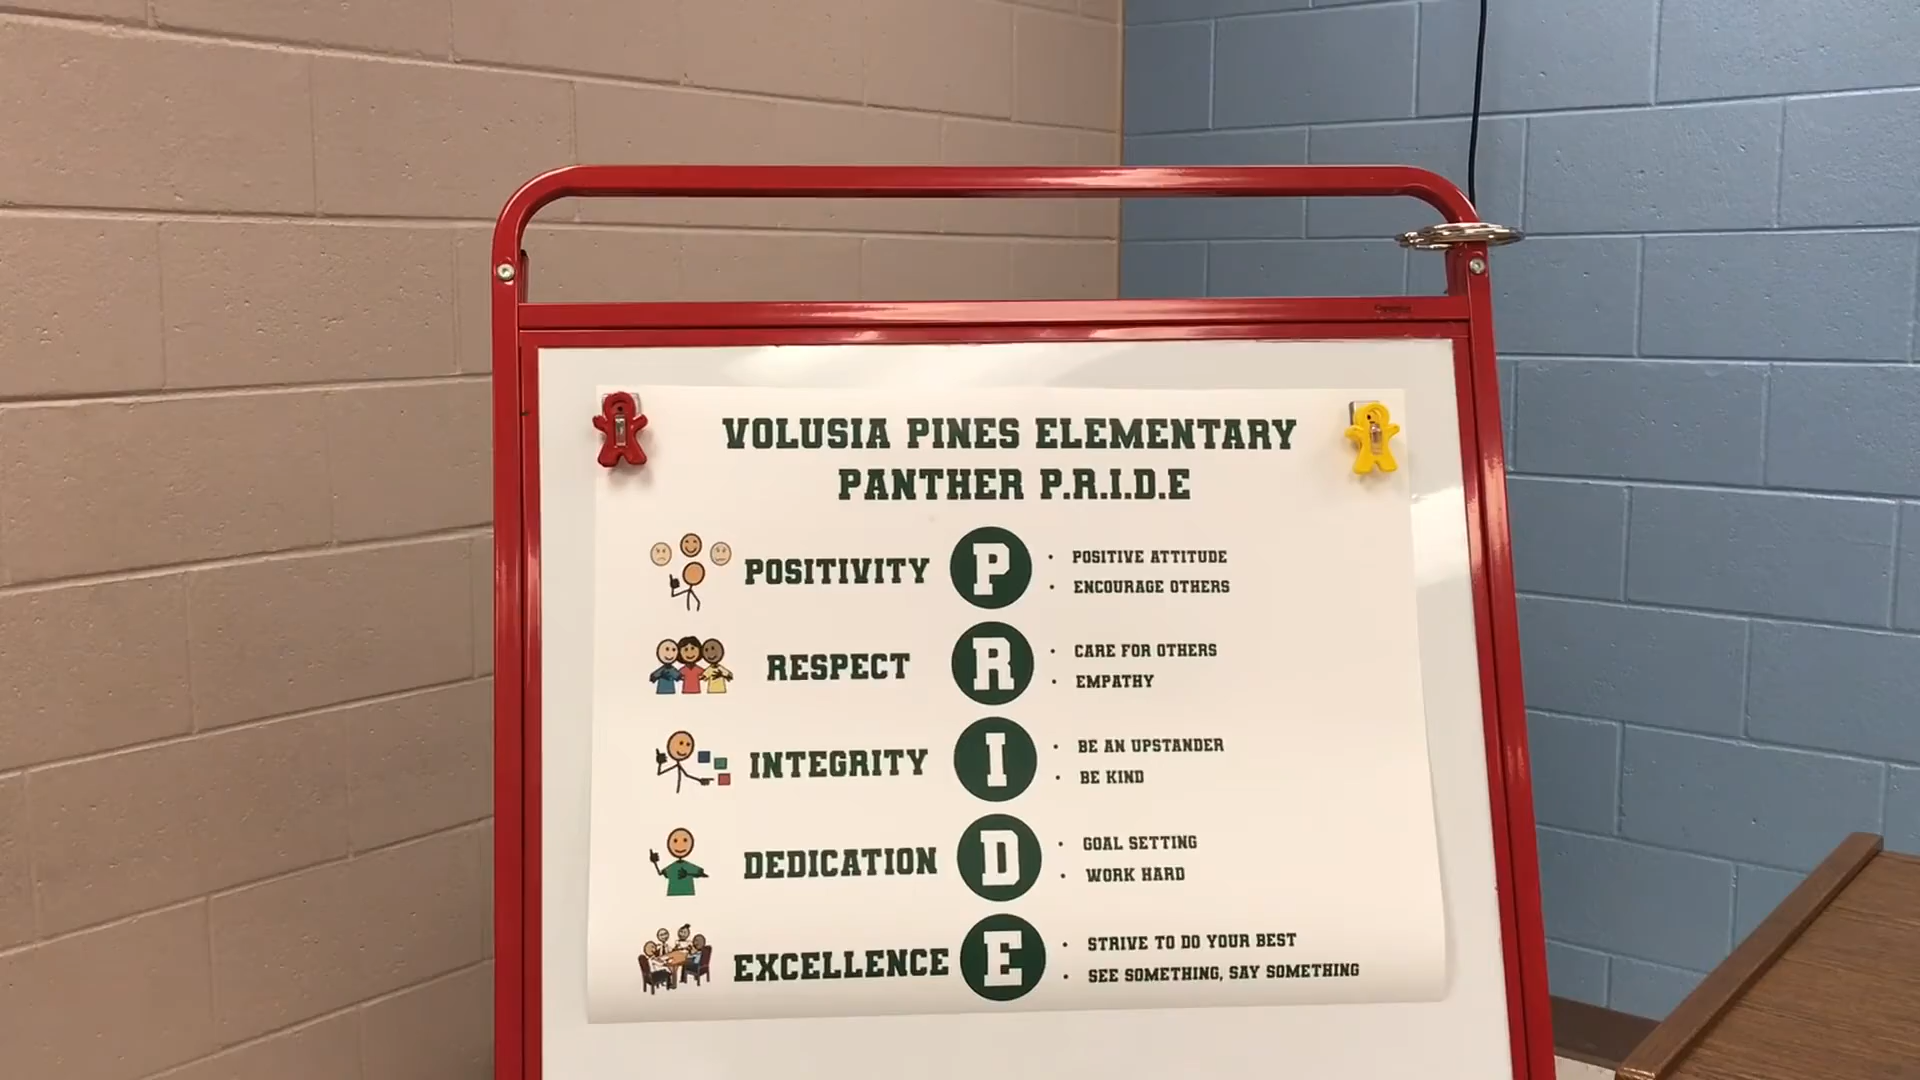 VOLUSIA PINES ELEMENTARY
PANTHER P.R.I.D.E
POSITIVITY P • POSITIVE ATTITUDE
• ENCOURAGE OTHERS
RESPECT R • CARE FOR OTHERS
• EMPATHY
INTEGRITY I • BE AN UPSTANDER
• BE KIND
DEDICATION D • GOAL SETTING
• WORK HARD
EXCELLENCE E • STRIVE TO DO YOUR BEST
• SEE SOMETHING, SAY SOMETHING